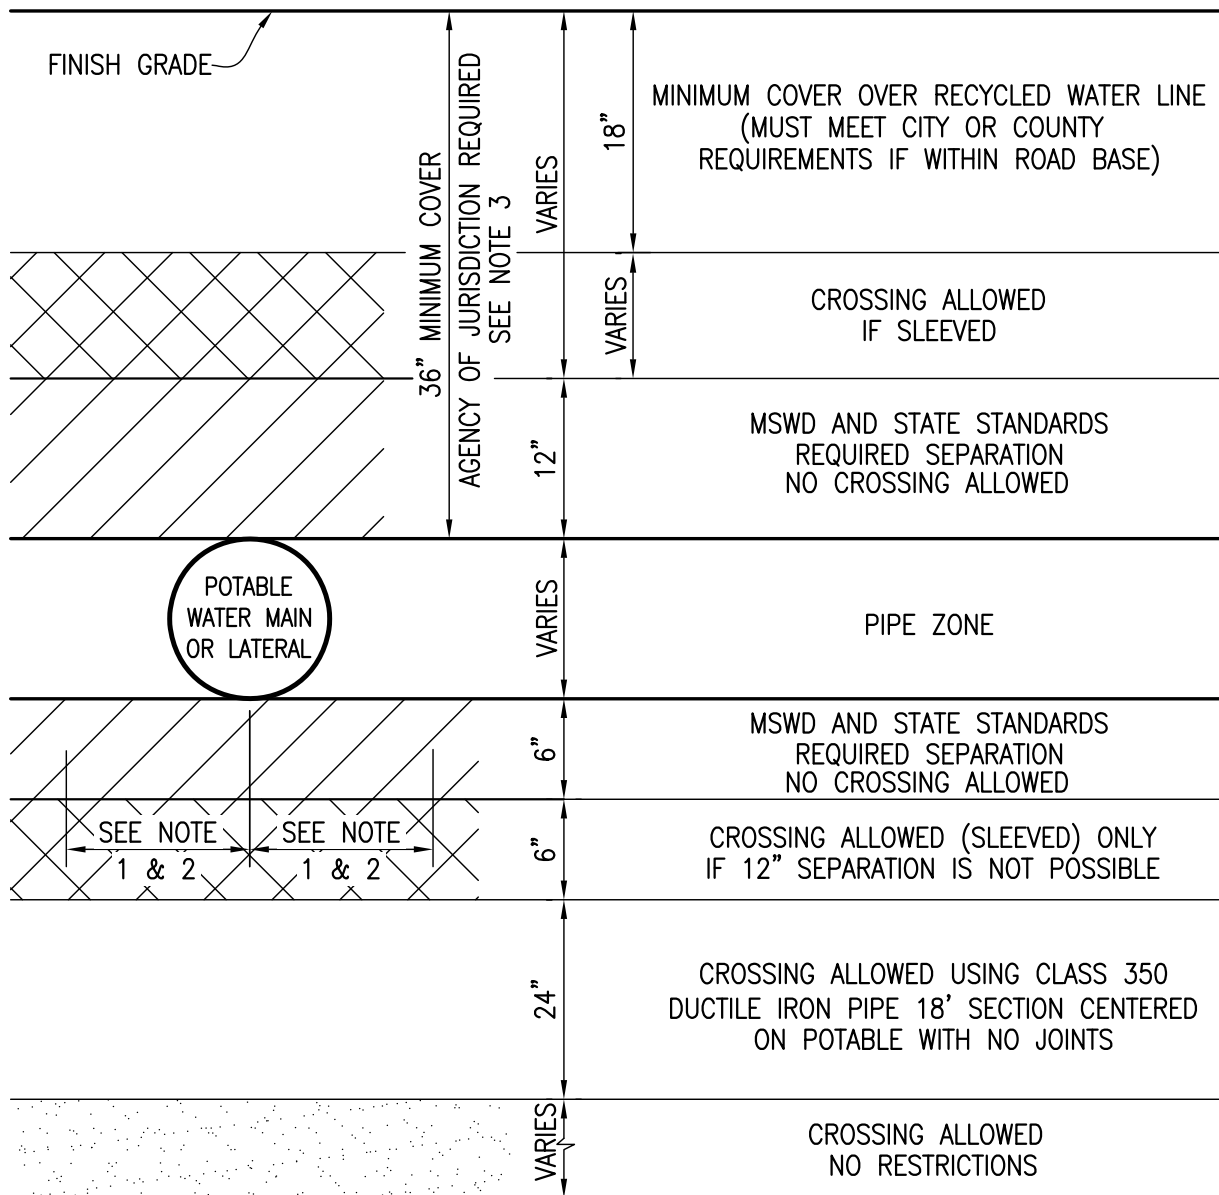 FINISH GRADE
36” MINIMUM COVER
AGENCY OF JURISDICTION REQUIRED
SEE NOTE 3
VARIES
18”
MINIMUM COVER OVER RECYCLED WATER LINE
(MUST MEET CITY OR COUNTY
REQUIREMENTS IF WITHIN ROAD BASE)
VARIES
CROSSING ALLOWED
IF SLEEVED
12”
MSWD AND STATE STANDARDS
REQUIRED SEPARATION
NO CROSSING ALLOWED
POTABLE
WATER MAIN
OR LATERAL
VARIES
PIPE ZONE
6”
MSWD AND STATE STANDARDS
REQUIRED SEPARATION
NO CROSSING ALLOWED
SEE NOTE
1 & 2
SEE NOTE
1 & 2
6”
CROSSING ALLOWED (SLEEVED) ONLY
IF 12” SEPARATION IS NOT POSSIBLE
24”
CROSSING ALLOWED USING CLASS 350
DUCTILE IRON PIPE 18’ SECTION CENTERED
ON POTABLE WITH NO JOINTS
VARIES
CROSSING ALLOWED
NO RESTRICTIONS